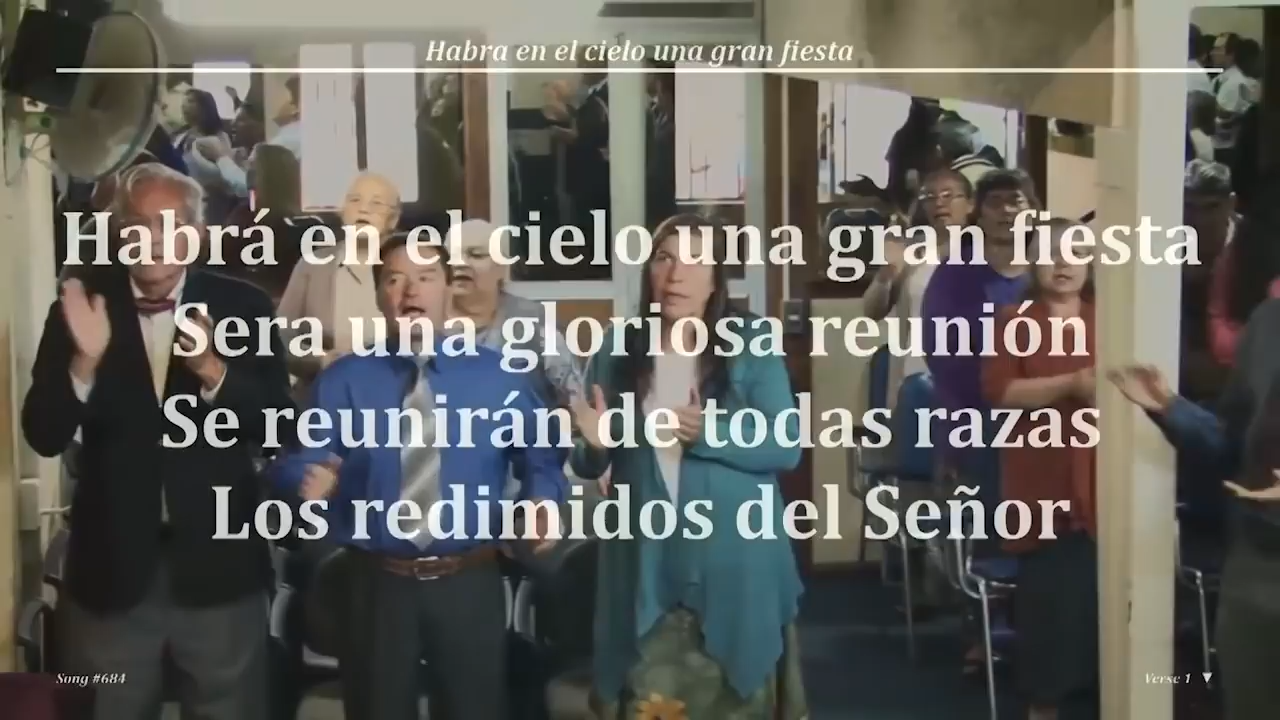 Habra en el cielo una gran fiesta
Habrá en el cielo una gran fiesta
Sera una gloriosa reunión
Se reunirán de todas razas
Los redimidos del Señor
Song #684
Verse 1 ▼